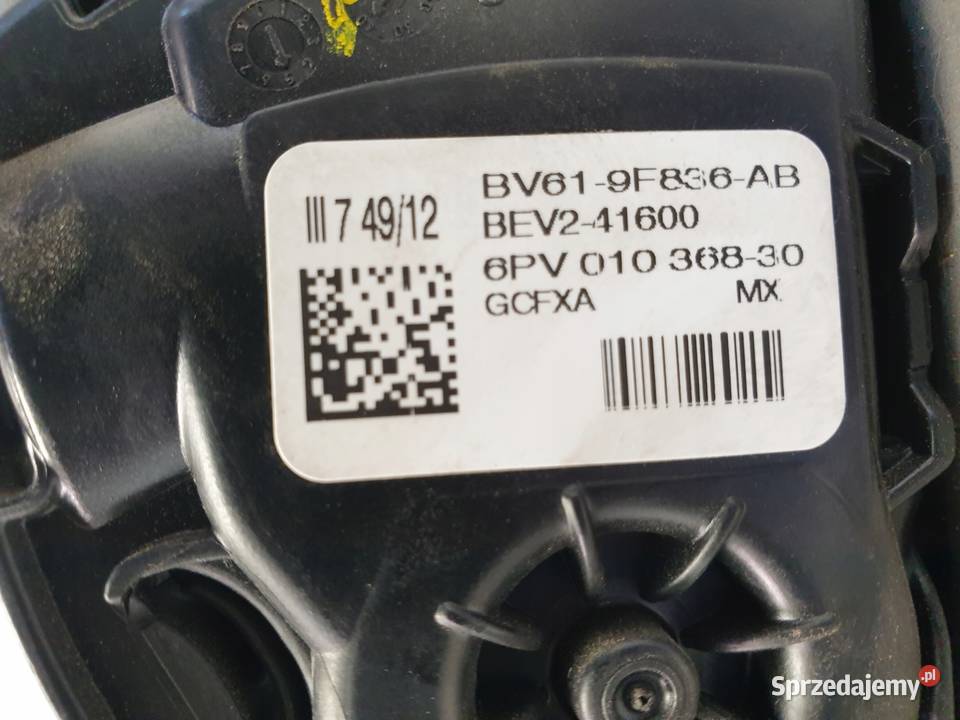 III 7 49/12
BV61-9F836-AB
BEV2-41600
6PV 010 368-30
GCFXA MX
Sprzedajemy.pl